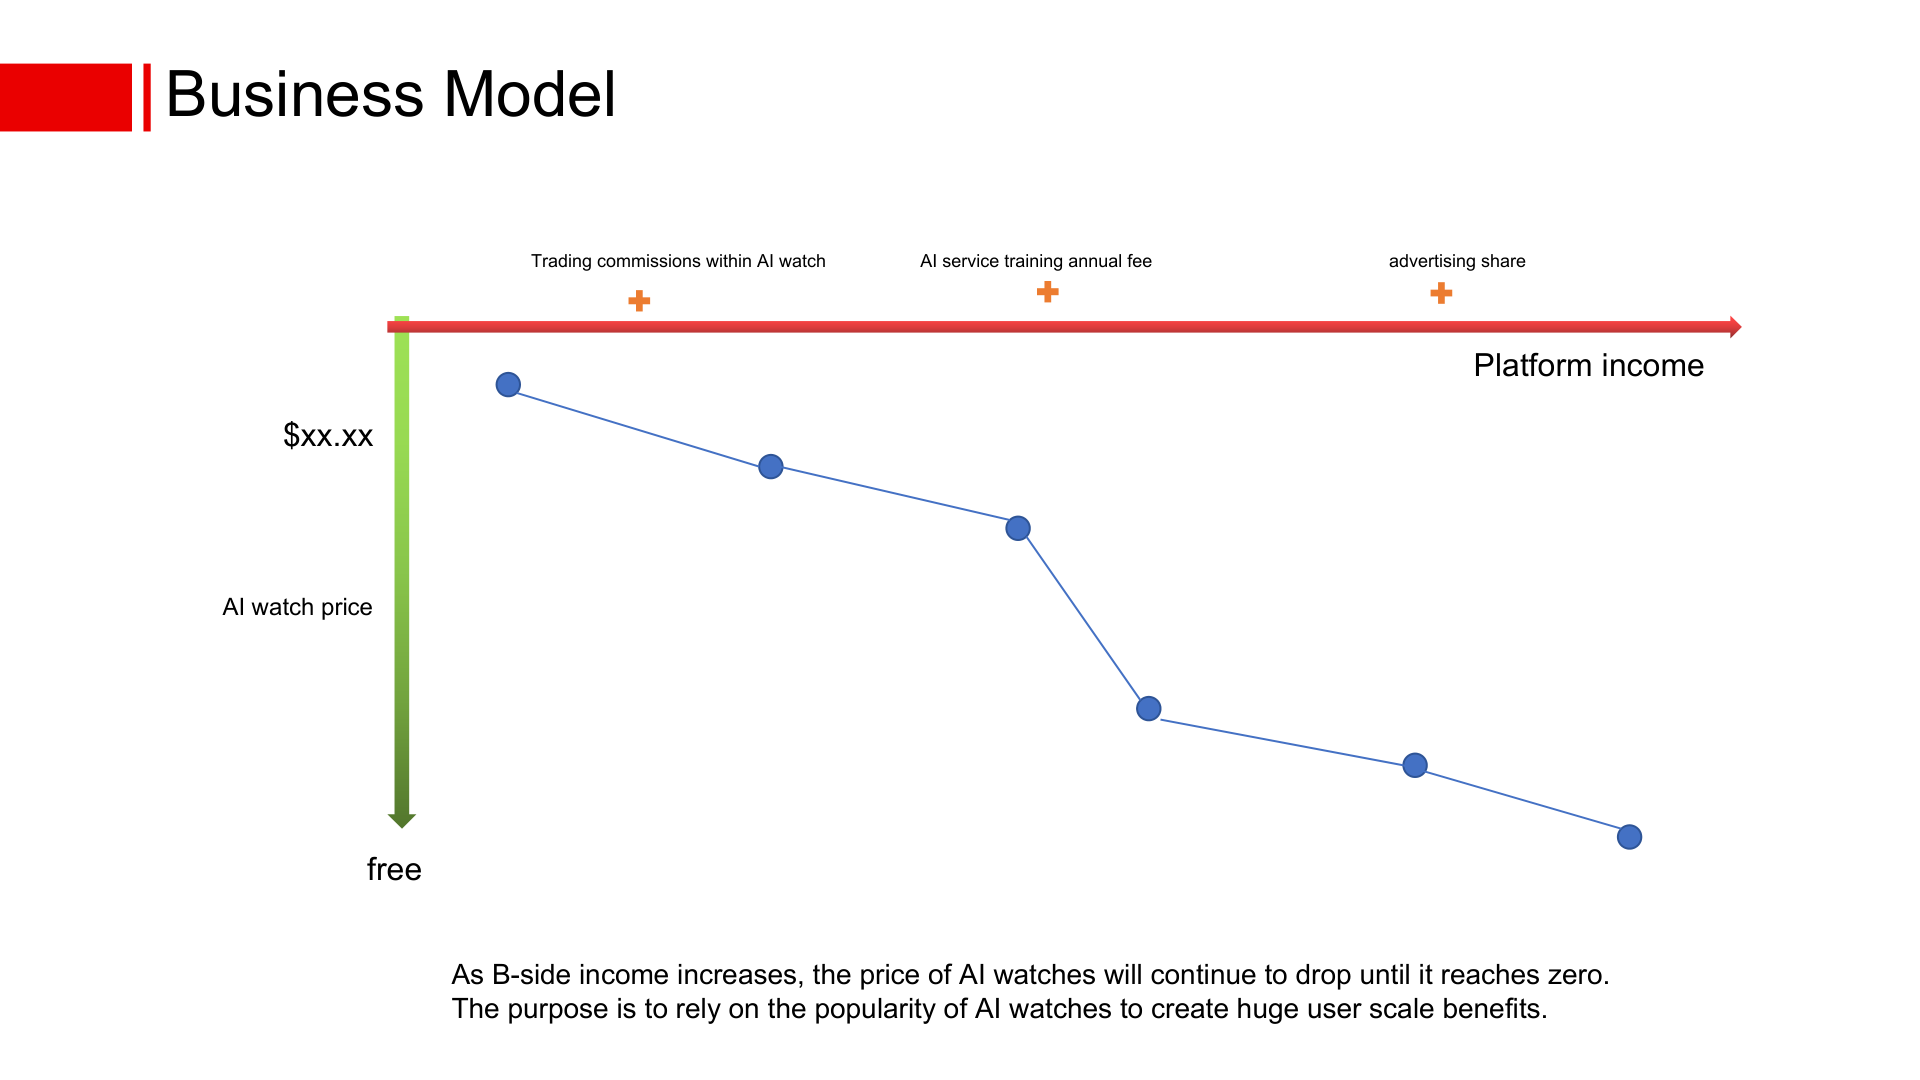 Business Model
Trading commissions within AI watch
AI service training annual fee
advertising share
Platform income
$xx.xx
AI watch price
free
As B-side income increases, the price of AI watches will continue to drop until it reaches zero.
The purpose is to rely on the popularity of AI watches to create huge user scale benefits.